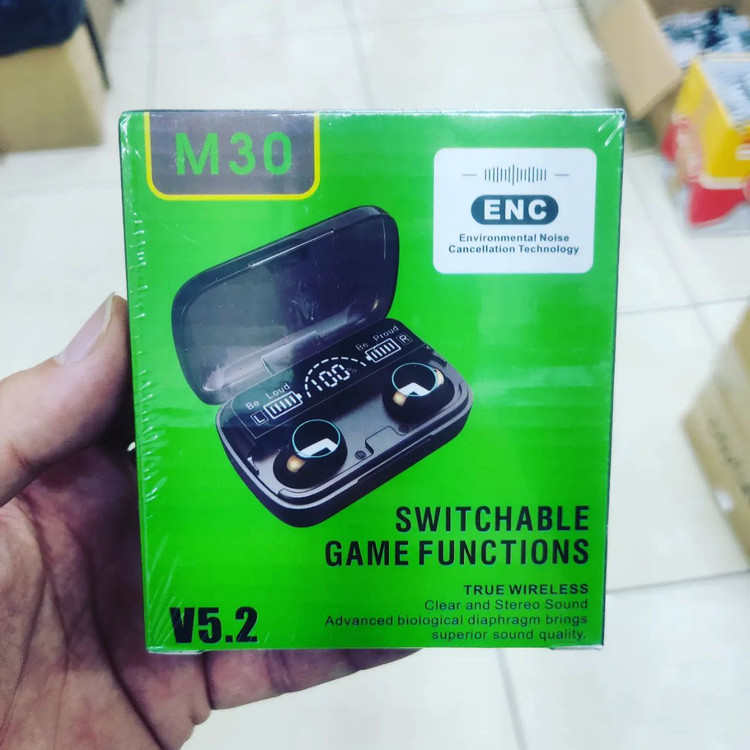 M30
ENC
Environmental Noise
Cancellation Technology
Be Loud
Be Proud
L
100%
R
SWITCHABLE
GAME FUNCTIONS
TRUE WIRELESS
Clear and Stereo Sound
Advanced biological diaphragm brings
superior sound quality.
V5.2